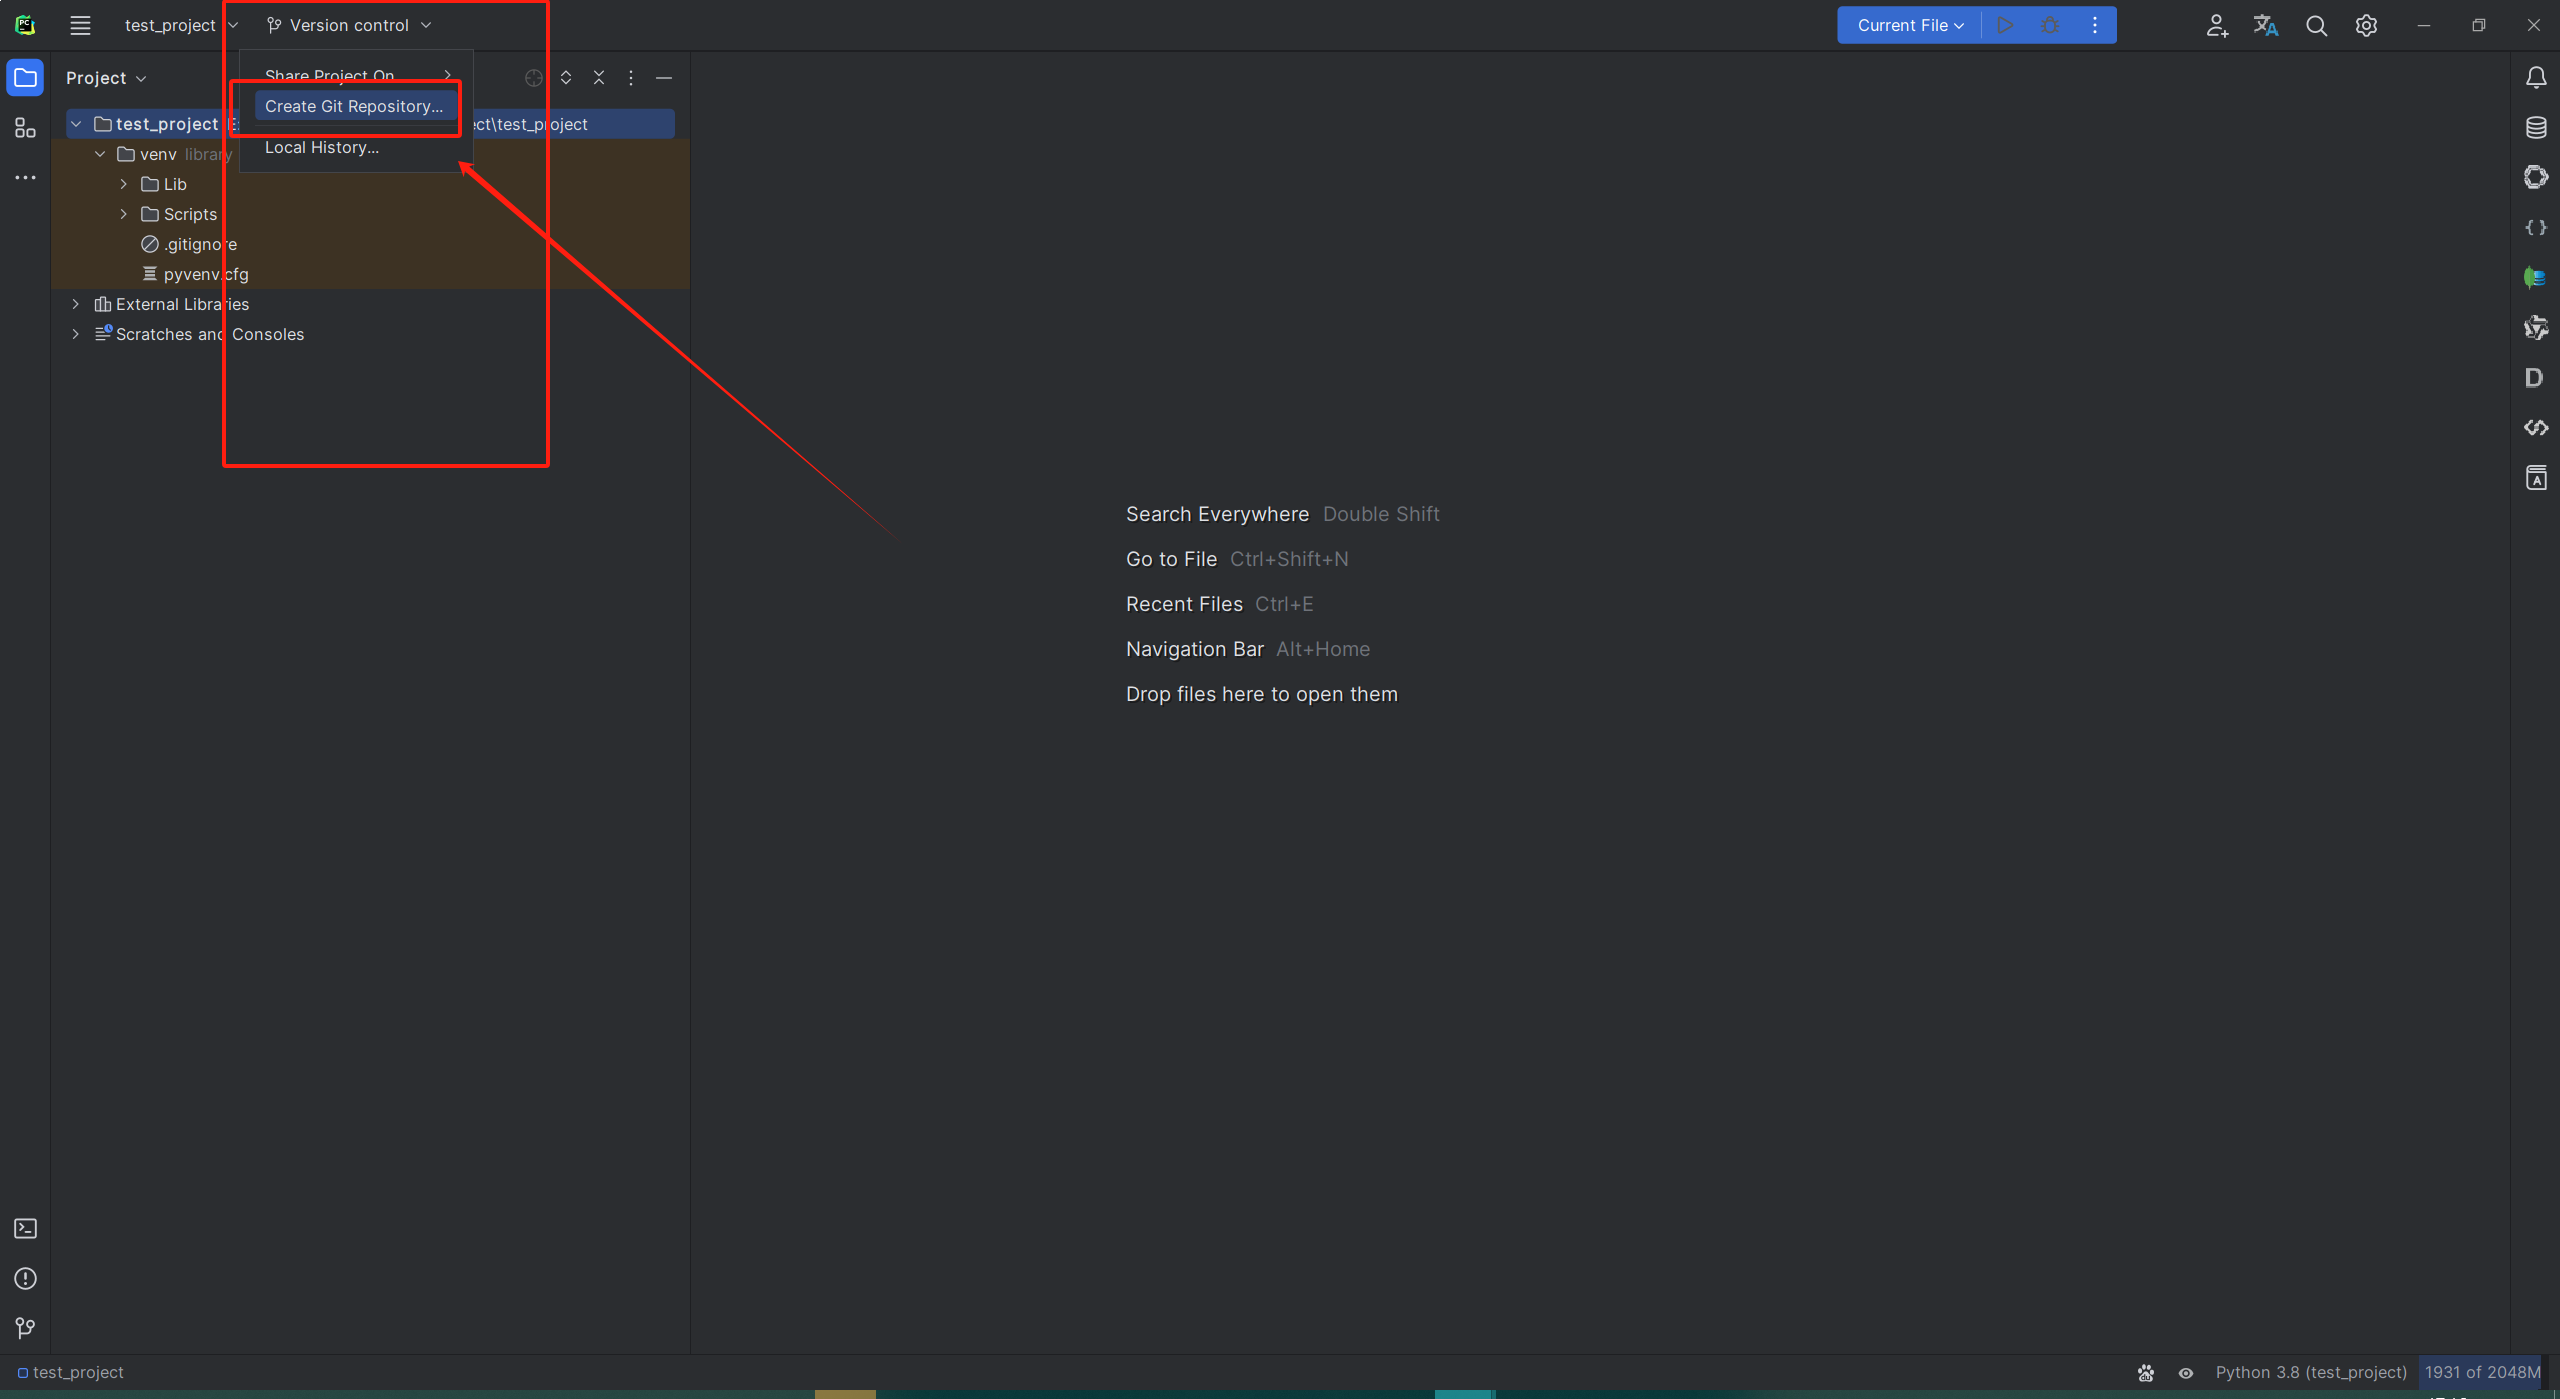 test_project
Version control
Current File
Project
Share Project On
Create Git Repository...
Local History...
test_project
ct\test_project
venv library
Lib
Scripts
.gitignore
pyvenv.cfg
External Libraries
Scratches and Consoles
Search Everywhere Double Shift
Go to File Ctrl+Shift+N
Recent Files Ctrl+E
Navigation Bar Alt+Home
Drop files here to open them
test_project
Python 3.8 (test_project)
1931 of 2048M